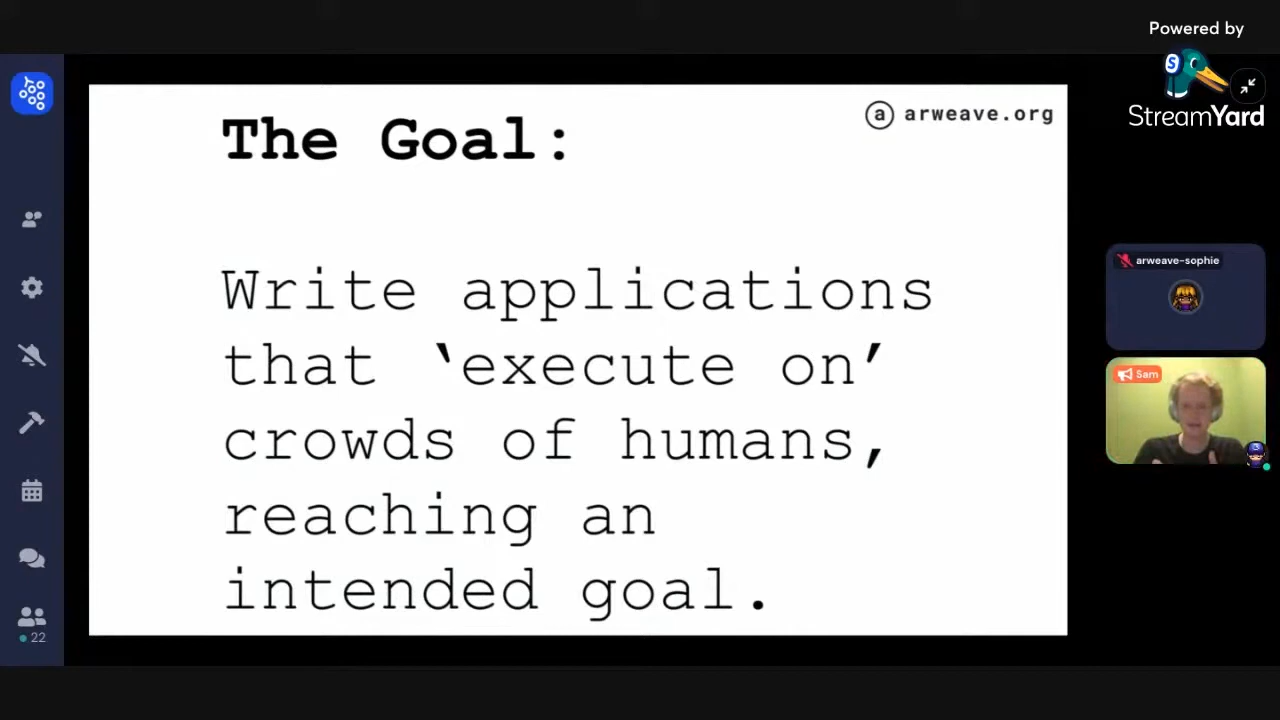 Powered by
StreamYard
The Goal:
a arweave.org
Write applications
that ‵execute on′
crowds of humans,
reaching an
intended goal.
arweave-sophie
Sam
22